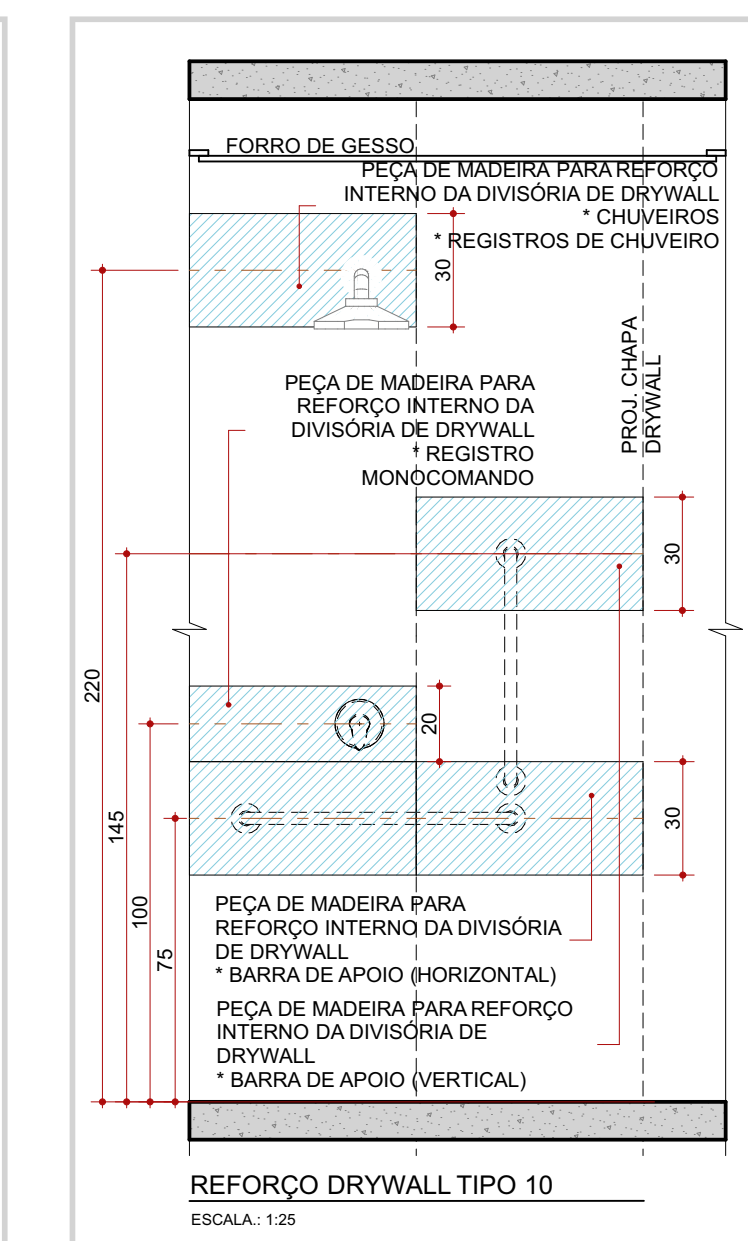 FORRO DE GESSO
PEÇA DE MADEIRA PARA REFORÇO
INTERNO DA DIVISÓRIA DE DRYWALL
* CHUVEIROS
* REGISTROS DE CHUVEIRO
30
PROJ. CHAPA
DRYWALL
PEÇA DE MADEIRA PARA
REFORÇO INTERNO DA
DIVISÓRIA DE DRYWALL
* REGISTRO
MONOCOMANDO
30
220
20
145
30
100
75
PEÇA DE MADEIRA PARA
REFORÇO INTERNO DA DIVISÓRIA
DE DRYWALL
* BARRA DE APOIO (HORIZONTAL)
PEÇA DE MADEIRA PARA REFORÇO
INTERNO DA DIVISÓRIA DE
DRYWALL
* BARRA DE APOIO (VERTICAL)
REFORÇO DRYWALL TIPO 10
ESCALA.: 1:25